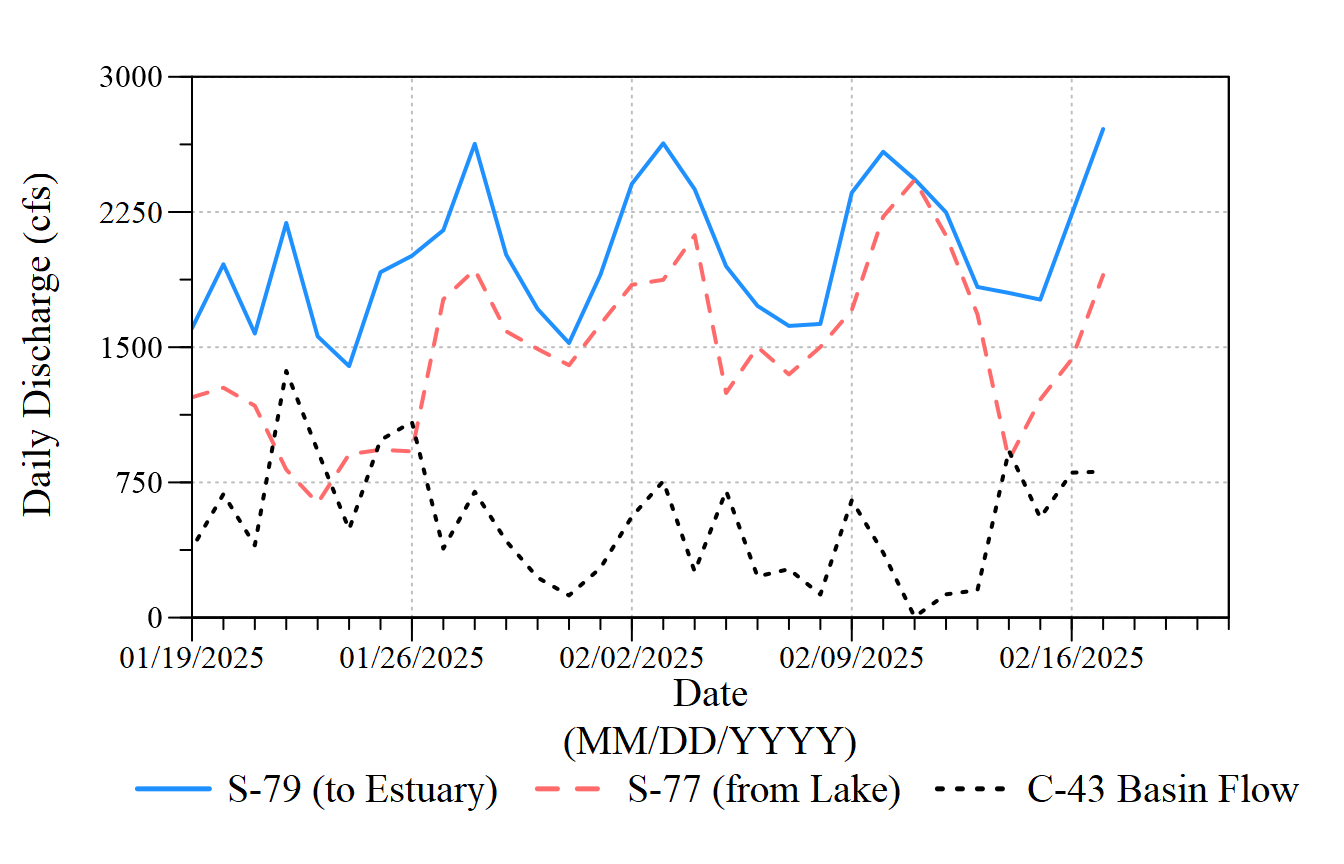 3000
2250
1500
750
0
Daily Discharge (cfs)
01/19/2025 01/26/2025 02/02/2025 02/09/2025 02/16/2025
Date
(MM/DD/YYYY)
S-79 (to Estuary) S-77 (from Lake) C-43 Basin Flow